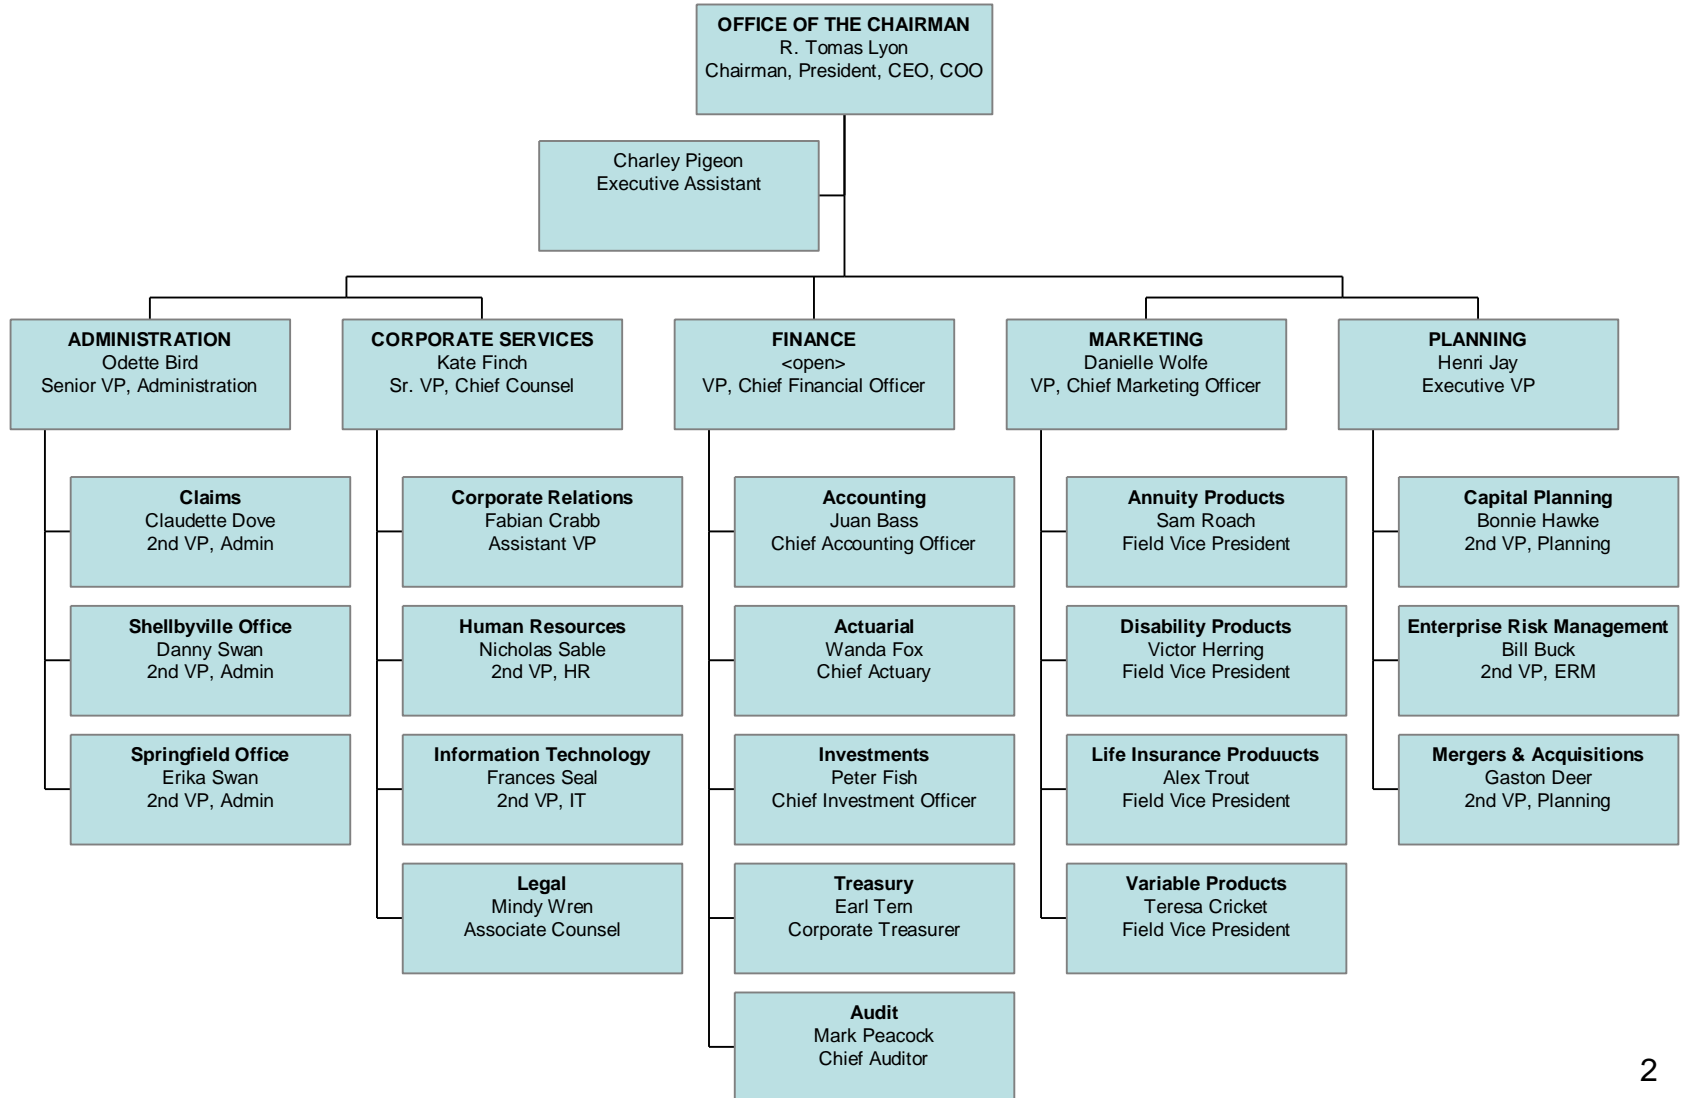 OFFICE OF THE CHAIRMAN
R. Tomas Lyon
Chairman, President, CEO, COO
Charley Pigeon
Executive Assistant
ADMINISTRATION
Odette Bird
Senior VP, Administration
CORPORATE SERVICES
Kate Finch
Sr. VP, Chief Counsel
FINANCE
<open>
VP, Chief Financial Officer
MARKETING
Danielle Wolfe
VP, Chief Marketing Officer
PLANNING
Henri Jay
Executive VP
Claims
Claudette Dove
2nd VP, Admin
Corporate Relations
Fabian Crabb
Assistant VP
Accounting
Juan Bass
Chief Accounting Officer
Annuity Products
Sam Roach
Field Vice President
Capital Planning
Bonnie Hawke
2nd VP, Planning
Shellbyville Office
Danny Swan
2nd VP, Admin
Human Resources
Nicholas Sable
2nd VP, HR
Actuarial
Wanda Fox
Chief Actuary
Disability Products
Victor Herring
Field Vice President
Enterprise Risk Management
Bill Buck
2nd VP, ERM
Springfield Office
Erika Swan
2nd VP, Admin
Information Technology
Frances Seal
2nd VP, IT
Investments
Peter Fish
Chief Investment Officer
Life Insurance Produucts
Alex Trout
Field Vice President
Mergers & Acquisitions
Gaston Deer
2nd VP, Planning
Legal
Mindy Wren
Associate Counsel
Treasury
Earl Tern
Corporate Treasurer
Variable Products
Teresa Cricket
Field Vice President
Audit
Mark Peacock
Chief Auditor
2